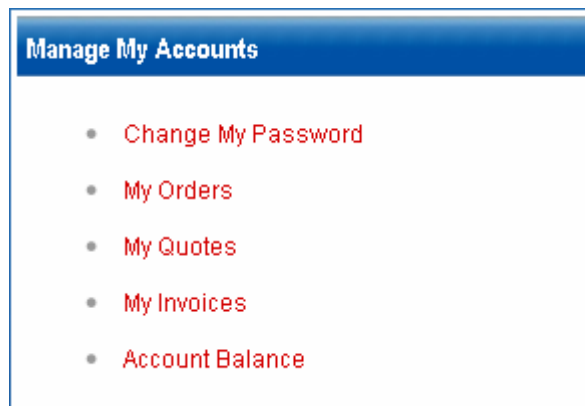 Manage My Accounts
Change My Password
My Orders
My Quotes
My Invoices
Account Balance